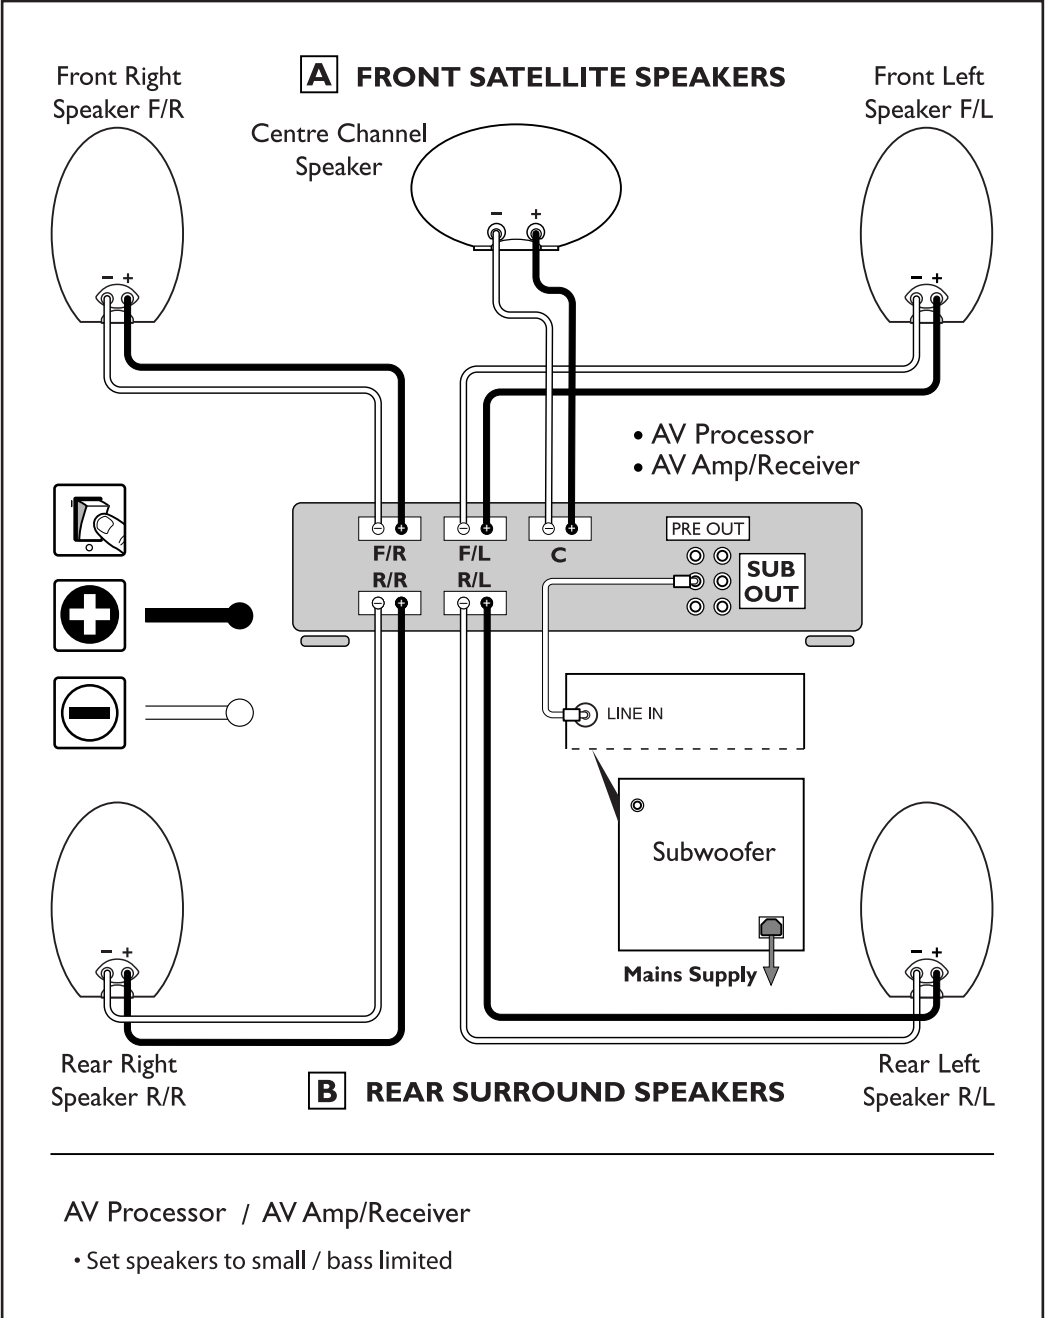 A FRONT SATELLITE SPEAKERS
Front Right
Speaker F/R
Centre Channel
Speaker
Front Left
Speaker F/L
− +
− +
− +
• AV Processor
• AV Amp/Receiver
− + − + − +
F/R F/L C
R/R R/L
− + − +
PRE OUT
SUB
OUT
LINE IN
Subwoofer
Mains Supply
− +
− +
Rear Right
Speaker R/R
Rear Left
Speaker R/L
B REAR SURROUND SPEAKERS
AV Processor / AV Amp/Receiver
• Set speakers to small / bass limited